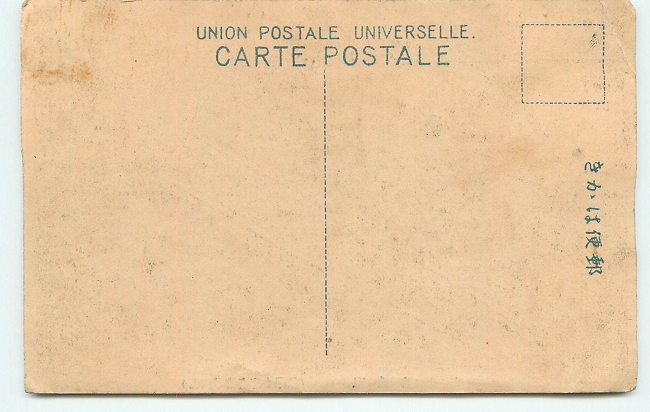 UNION POSTALE UNIVERSELLE.
CARTE POSTALE
郵便はかき